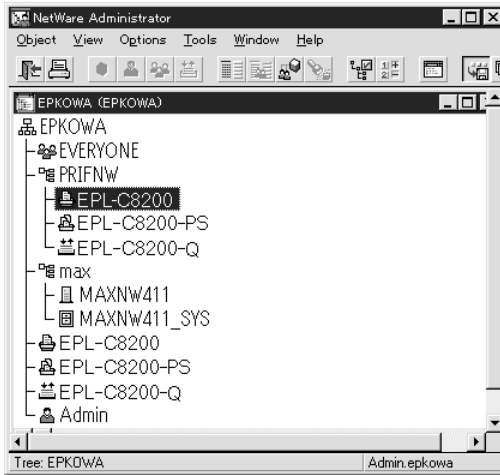 NetWare Administrator
Object View Options Tools Window Help
EPKOWA (EPKOWA)
EPKOWA
EVERYONE
PRIFNW
EPL-C8200
EPL-C8200-PS
EPL-C8200-Q
max
MAXNW411
MAXNW411_SYS
EPL-C8200
EPL-C8200-PS
EPL-C8200-Q
Admin
Tree: EPKOWA Admin.epkowa